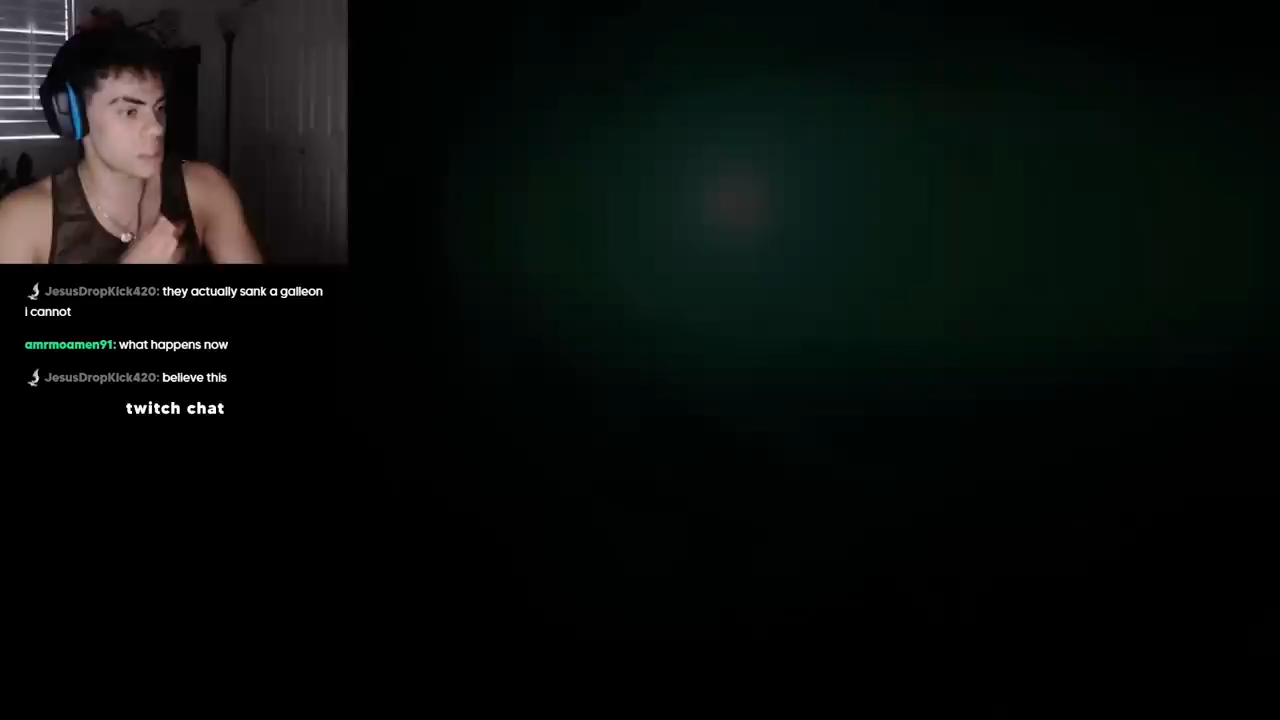 JesusDropKick420: they actually sank a galleon
i cannot
amrmoamen91: what happens now
JesusDropKick420: believe this
twitch chat